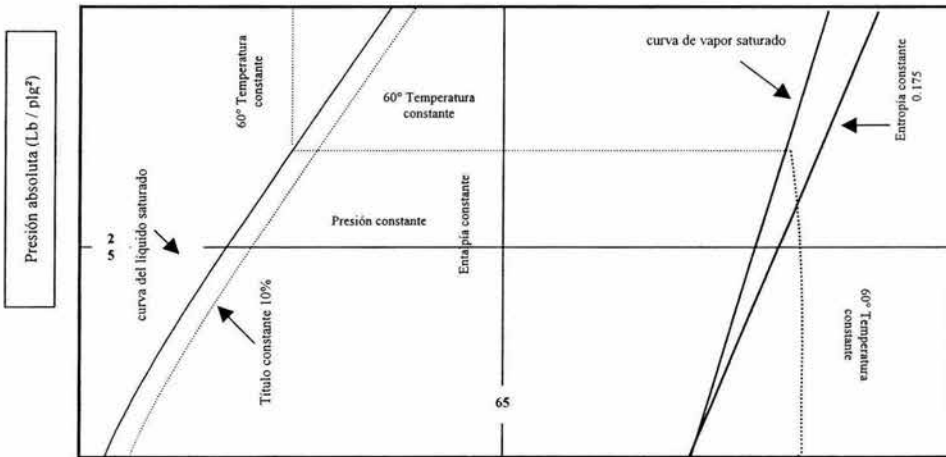 Presión absoluta (Lb / plg²)
60° Temperatura
constante
60° Temperatura
constante
curva de vapor saturado
Entropía constante
0.175
curva del liquido saturado
2
5
Presión constante
Entalpía constante
Título constante 10%
60° Temperatura
constante
65